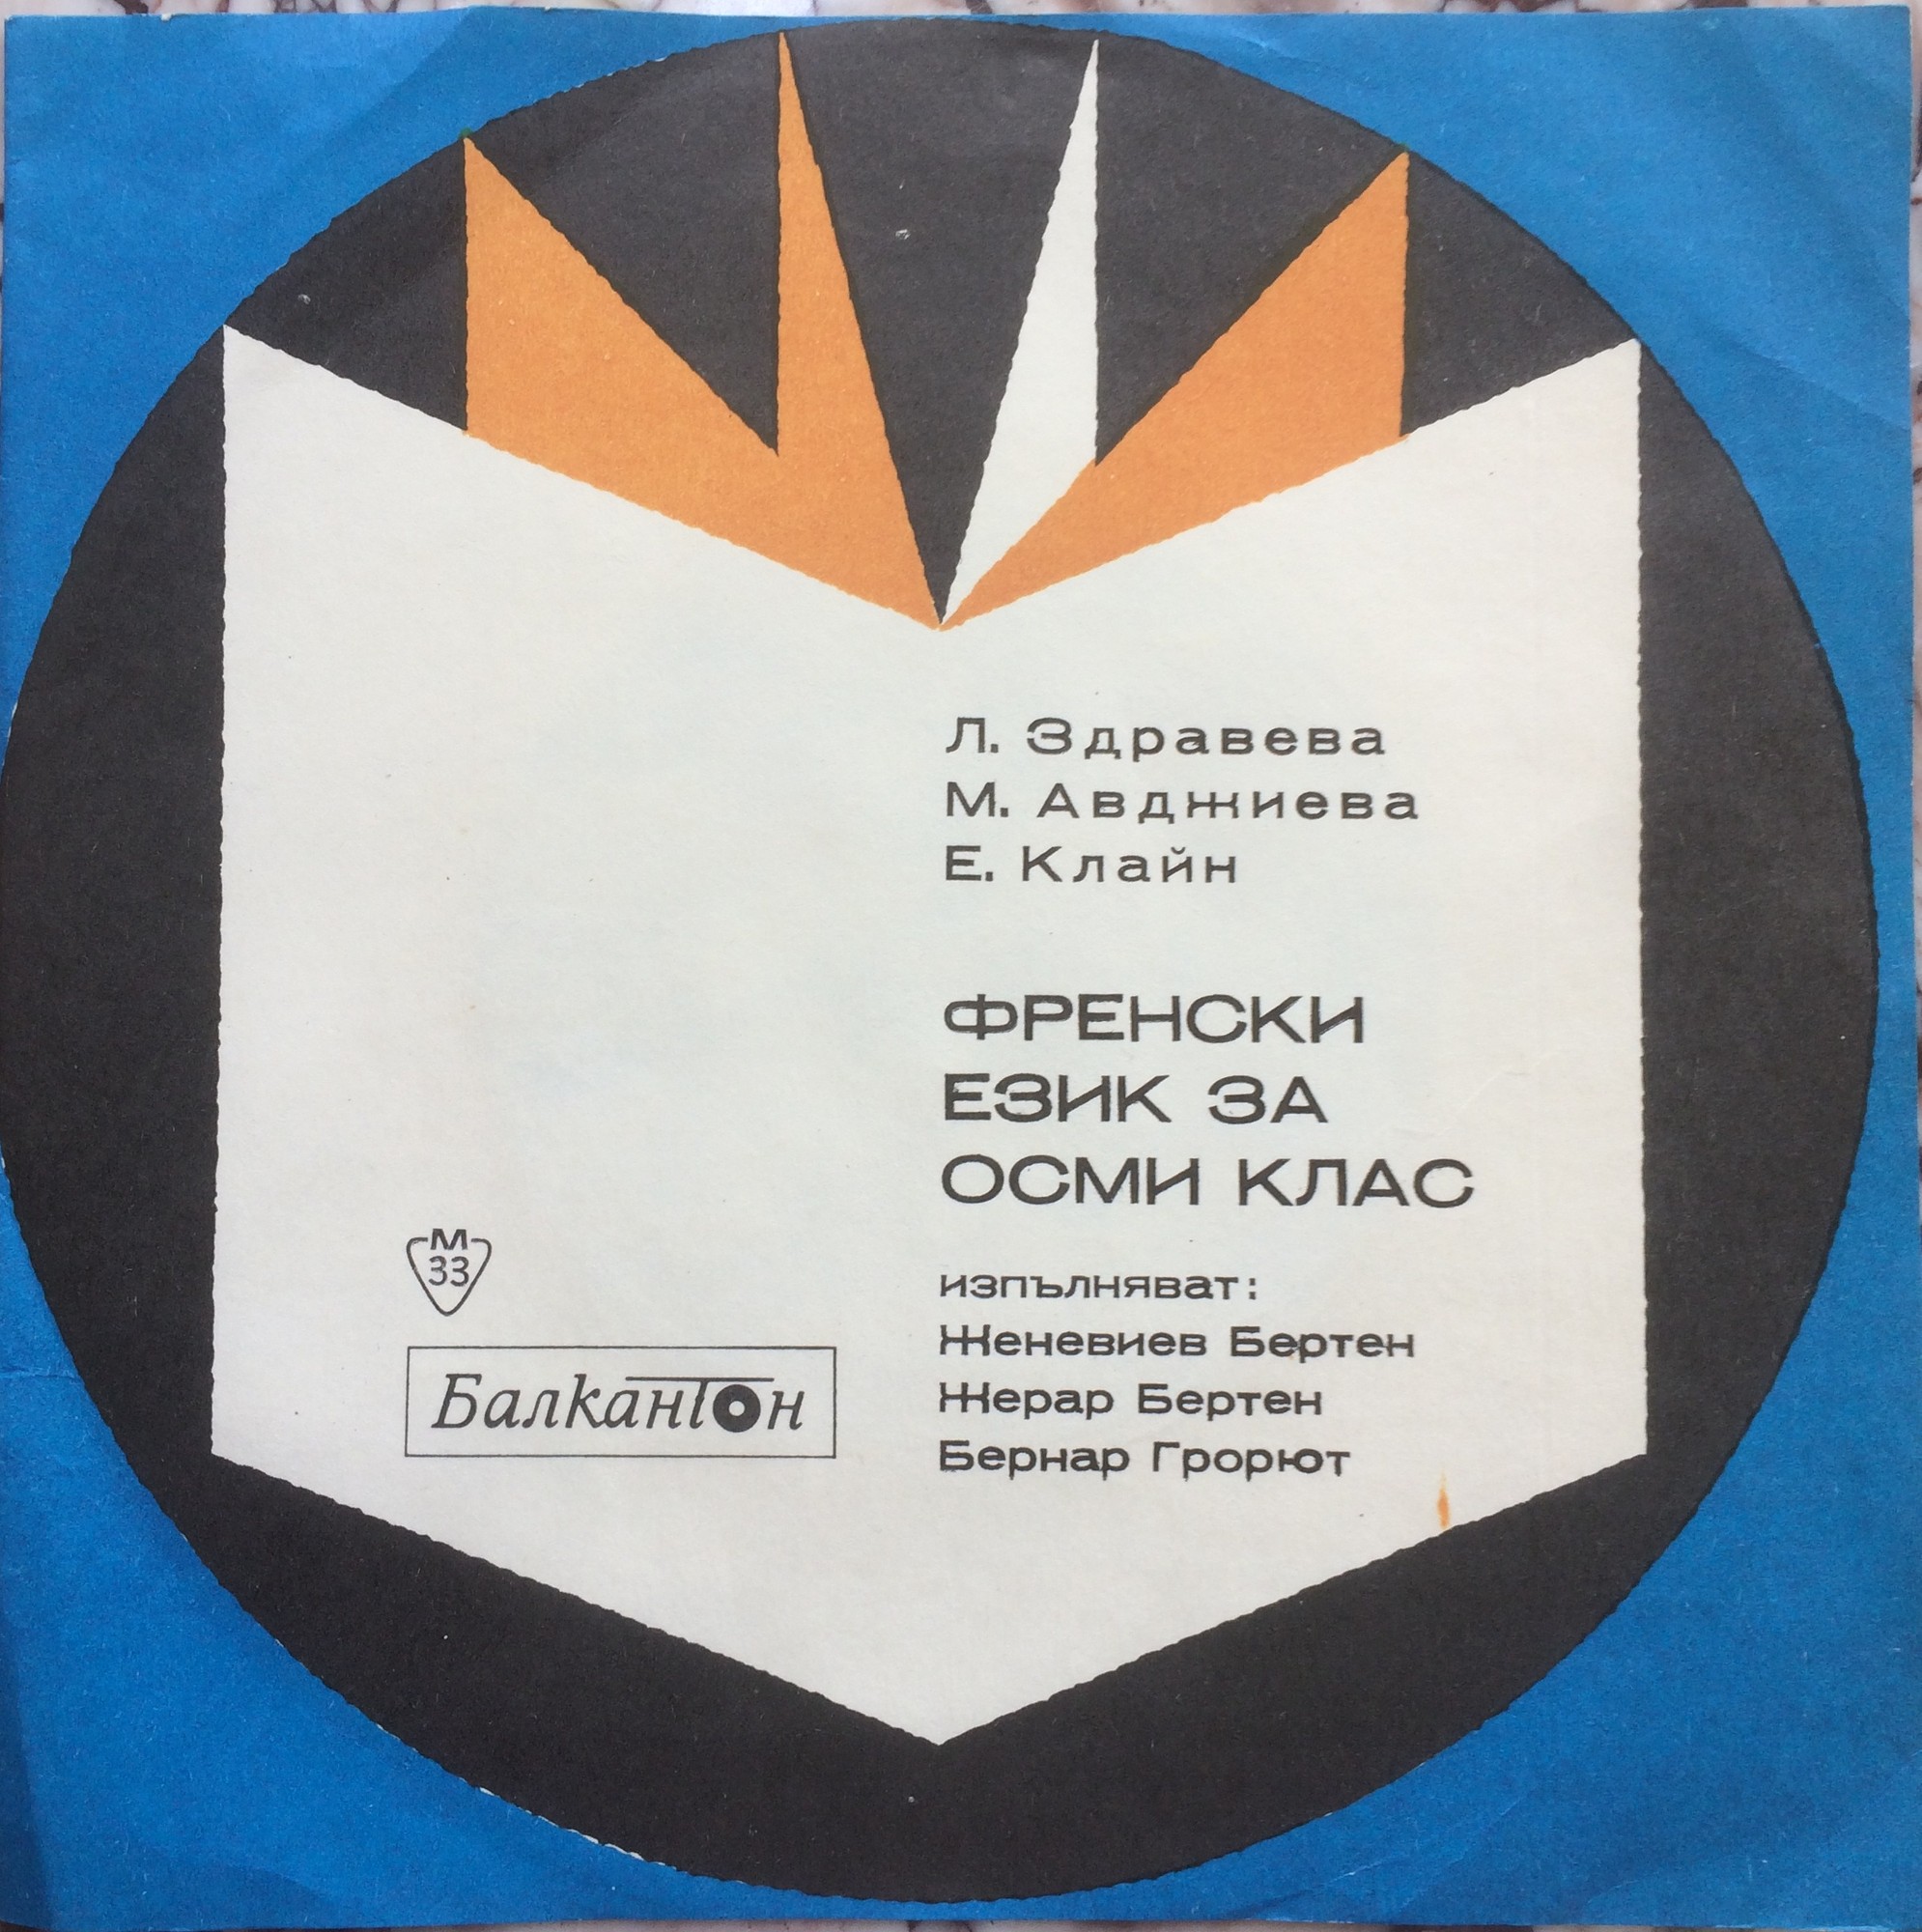 Л. Здравева
М. Авджиева
Е. Клайн
ФРЕНСКИ
ЕЗИК ЗА
ОСМИ КЛАС
изпълняват:
Женевиев Бертен
Жерар Бертен
Бернар Грорют
М
33
Балкантон